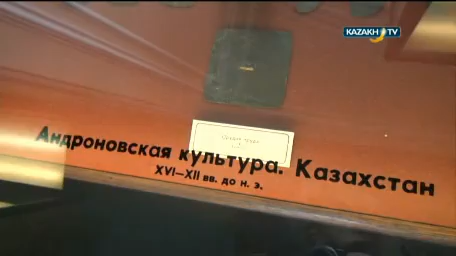 KAZAKH TV
Андроновская культура. Казахстан
XVI–XII вв. до н. э.